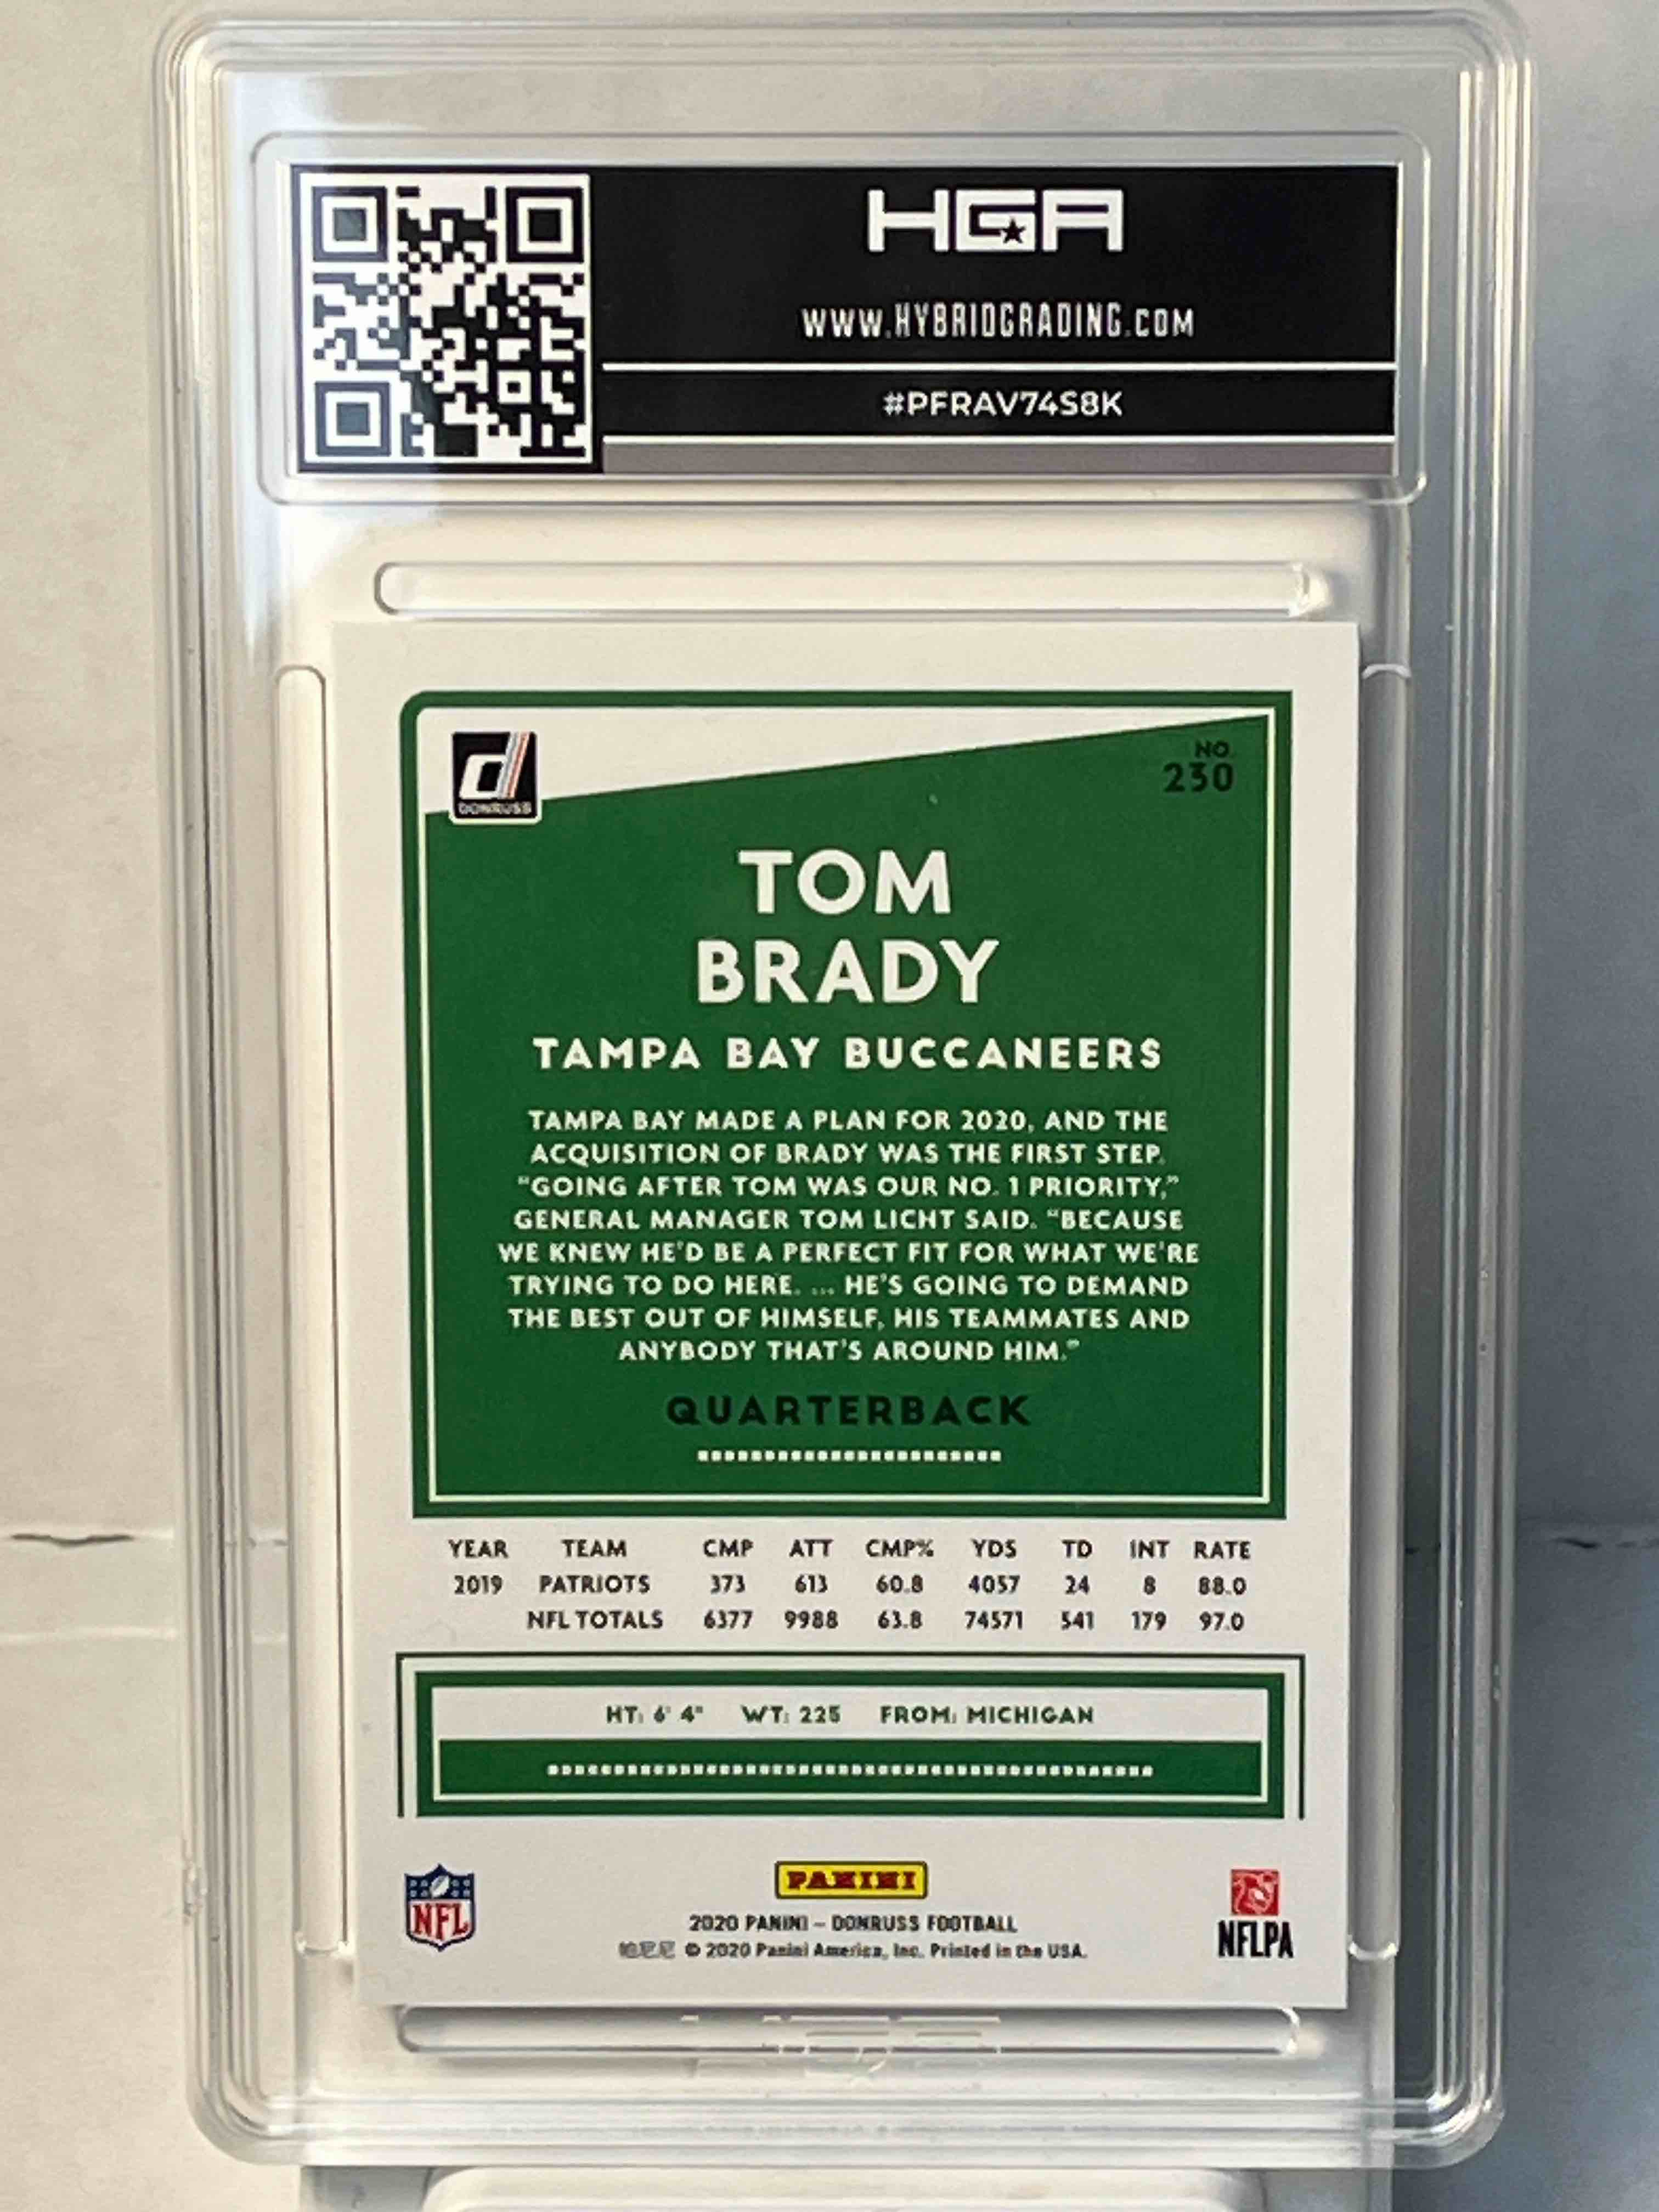 HGA
WWW.HYBRIDGRADING.COM
#PFRAV74S8K
DONRUSS
NO.
230
TOM
BRADY
TAMPA BAY BUCCANEERS
TAMPA BAY MADE A PLAN FOR 2020, AND THE
ACQUISITION OF BRADY WAS THE FIRST STEP.
“GOING AFTER TOM WAS OUR NO. 1 PRIORITY,”
GENERAL MANAGER TOM LICHT SAID. “BECAUSE
WE KNEW HE'D BE A PERFECT FIT FOR WHAT WE'RE
TRYING TO DO HERE. ... HE'S GOING TO DEMAND
THE BEST OUT OF HIMSELF, HIS TEAMMATES AND
ANYBODY THAT'S AROUND HIM.”
QUARTERBACK
YEAR TEAM CMP ATT CMP% YDS TD INT RATE
2019 PATRIOTS 373 613 60.8 4057 24 8 88.0
NFL TOTALS 6377 9988 63.8 74571 541 179 97.0
HT: 6' 4" WT: 225 FROM: MICHIGAN
PANINI
NFL
NFLPA
2020 PANINI – DONRUSS FOOTBALL
帕尼尼 © 2020 Panini America, Inc. Printed in the USA.